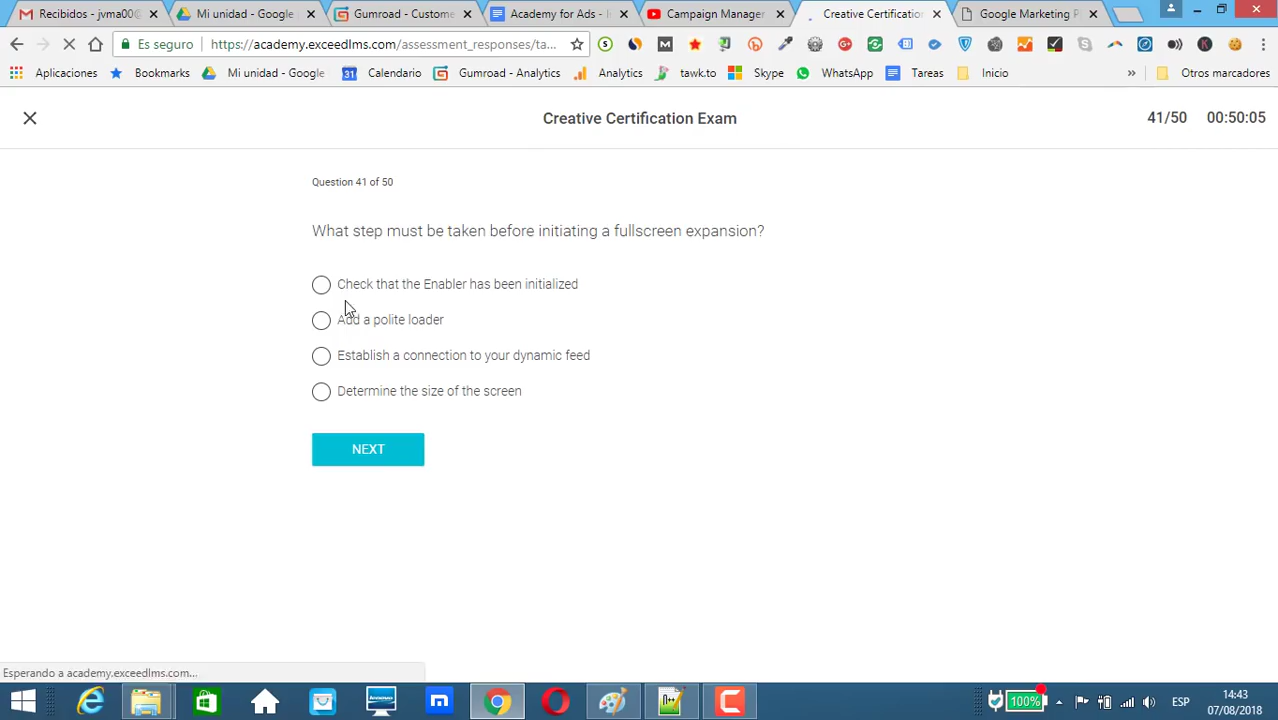 Recibidos - jvma00@
Mi unidad - Google
Gumroad - Custome
Academy for Ads - I
Campaign Manager
Creative Certification
Google Marketing P
Es seguro
https://academy.exceedlms.com/assessment_responses/ta...
Aplicaciones
Bookmark
Mi unidad - Google
31
Calendario
Gumroad - Analytics
Analytics
tawk.to
Skype
WhatsApp
Tareas
Inicio
»
Otros marcadores
Creative Certification Exam
41/50
00:50:05
Question 41 of 50
What step must be taken before initiating a fullscreen expansion?
Check that the Enabler has been initialized
Add a polite loader
Establish a connection to your dynamic feed
Determine the size of the screen
NEXT
Esperando a academy.exceedlms.com...
100%
ESP
14:43
07/08/2018